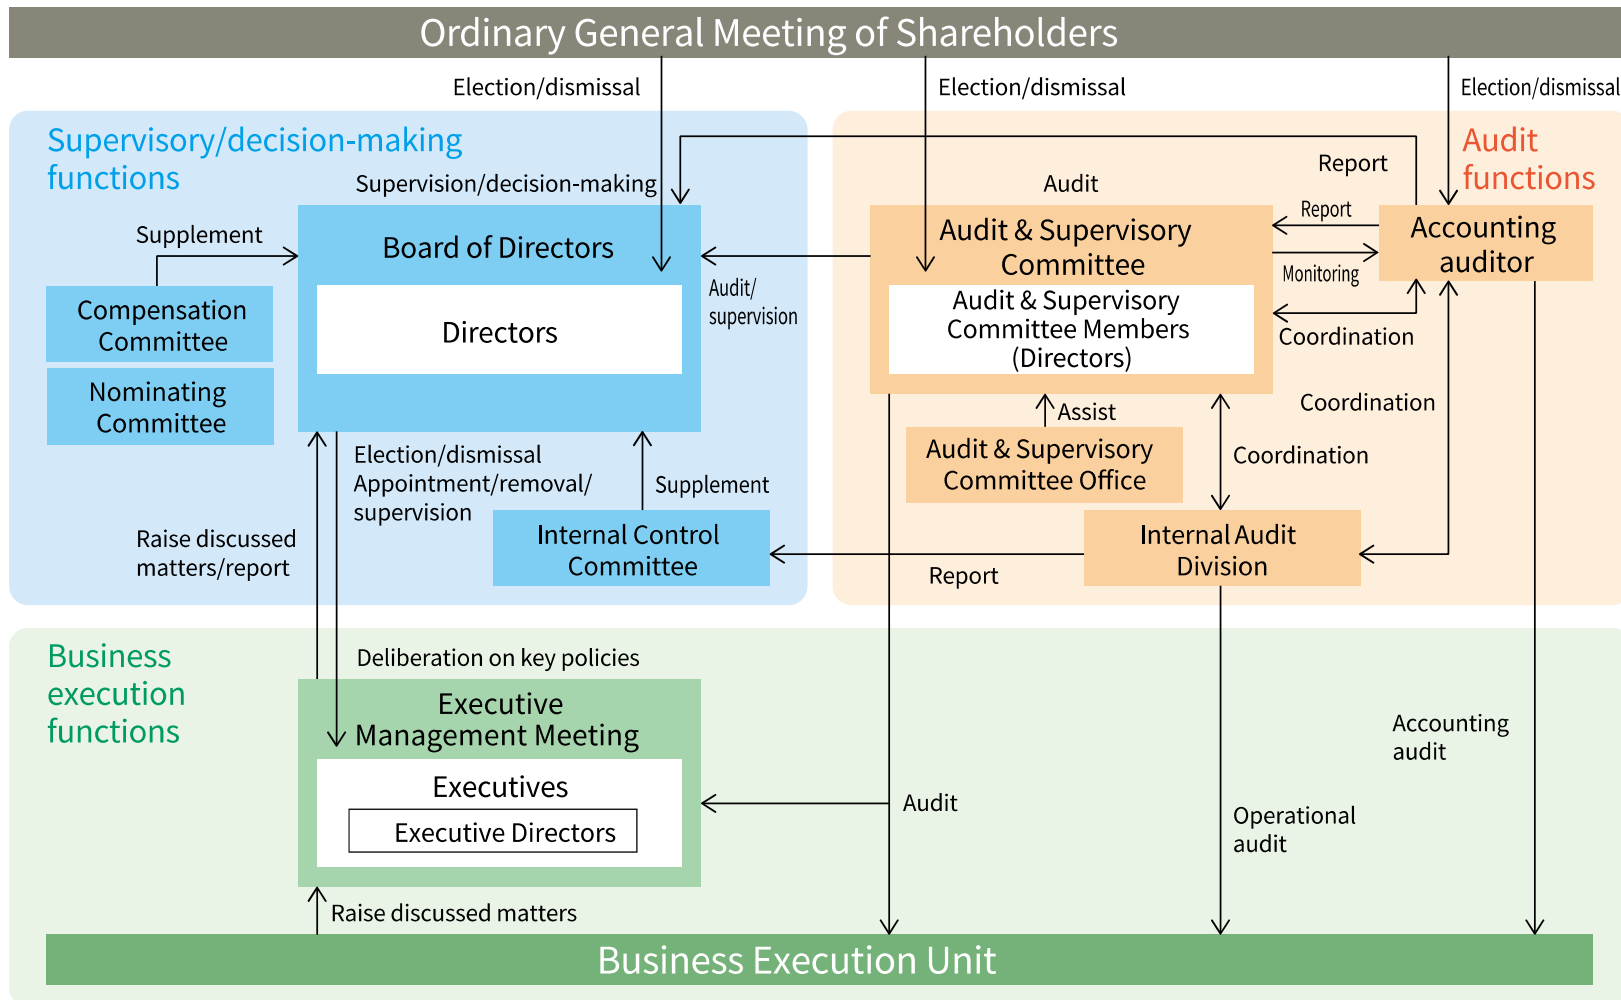 Ordinary General Meeting of Shareholders
Election/dismissal
Election/dismissal
Election/dismissal
Supervisory/decision-making
functions
Audit
functions
Supervision/decision-making
Audit
Report
Report
Supplement
Board of Directors
Directors
Audit & Supervisory
Committee
Audit & Supervisory
Committee Members
(Directors)
Accounting
auditor
Monitoring
Audit/
supervision
Coordination
Compensation
Committee
Nominating
Committee
Coordination
Assist
Audit & Supervisory
Committee Office
Coordination
Election/dismissal
Appointment/removal/
supervision
Supplement
Raise discussed
matters/report
Internal Control
Committee
Report
Internal Audit
Division
Business
execution
functions
Deliberation on key policies
Executive
Management Meeting
Executives
Executive Directors
Audit
Accounting
audit
Operational
audit
Raise discussed matters
Business Execution Unit